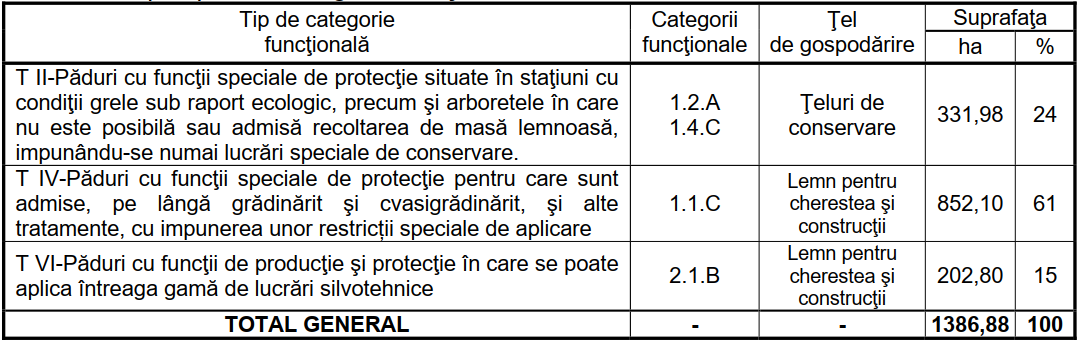 Tip de categorie
funcţională
Categorii
funcţionale
Ţel
de gospodărire
Suprafaţa
ha
%
T II-Păduri cu funcţii speciale de protecţie situate în staţiuni cu
condiţii grele sub raport ecologic, precum şi arboretele în care
nu este posibilă sau admisă recoltarea de masă lemnoasă,
impunându-se numai lucrări speciale de conservare.
1.2.A
1.4.C
Ţeluri de
conservare
331,98
24
T IV-Păduri cu funcţii speciale de protecţie pentru care sunt
admise, pe lângă grădinărit şi cvasigrădinărit, şi alte
tratamente, cu impunerea unor restricții speciale de aplicare
1.1.C
Lemn pentru
cherestea şi
construcţii
852,10
61
T VI-Păduri cu funcţii de producţie şi protecţie în care se poate
aplica întreaga gamă de lucrări silvotehnice
2.1.B
Lemn pentru
cherestea şi
construcţii
202,80
15
TOTAL GENERAL
-
-
1386,88
100